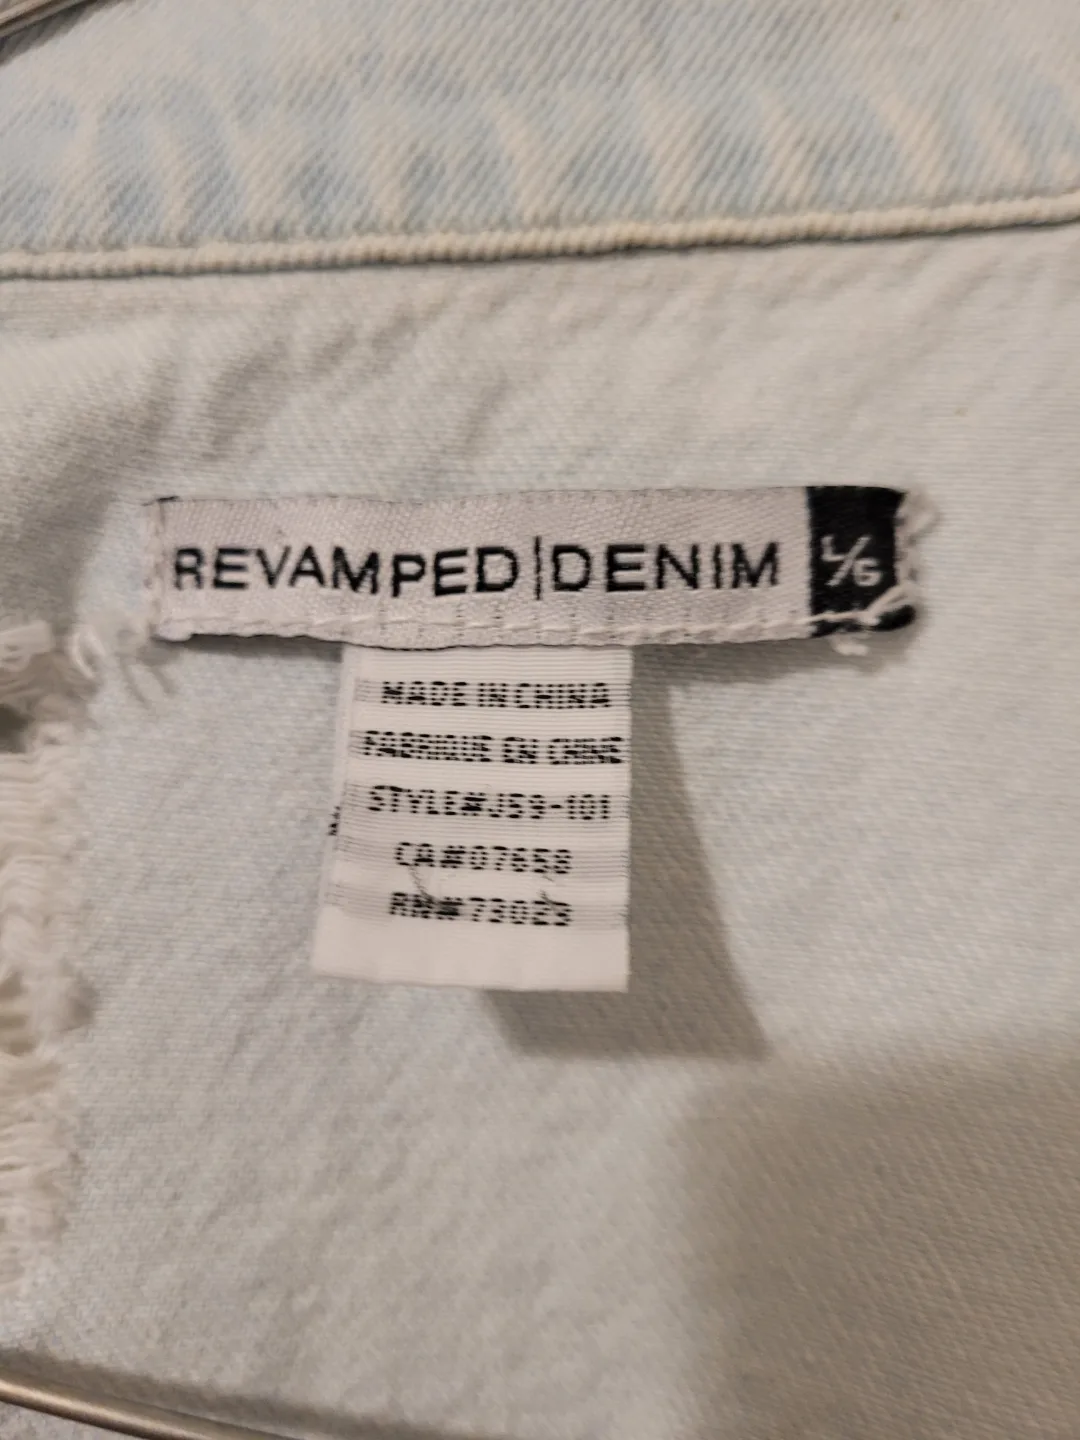 REVAMPED|DENIM L/G
MADE IN CHINA
FABRIQUE EN CHINE
STYLE#J59-101
CA#07658
RN#73023